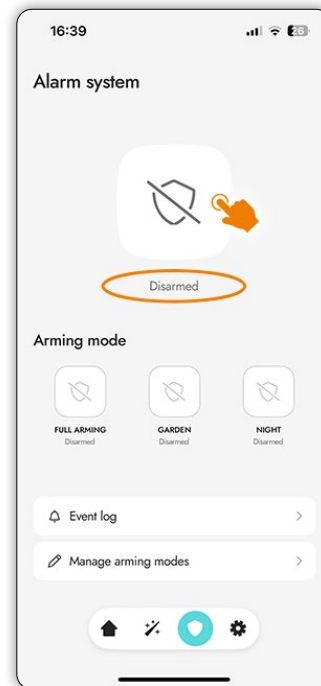 16:39
26
Alarm system
Disarmed
Arming mode
FULL ARMING
Disarmed
GARDEN
Disarmed
NIGHT
Disarmed
Event log
Manage arming modes